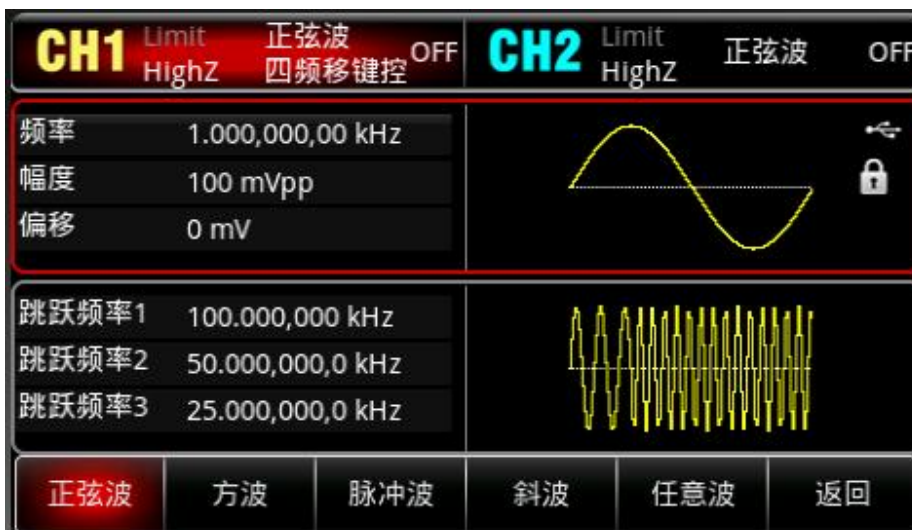 CH1 Limit 正弦波 OFF CH2 Limit 正弦波 OFF
HighZ 四频移键控 HighZ
频率 1.000,000,00 kHz
幅度 100 mVpp
偏移 0 mV
跳跃频率1 100.000,000 kHz
跳跃频率2 50.000,000,0 kHz
跳跃频率3 25.000,000,0 kHz
正弦波 方波 脉冲波 斜波 任意波 返回